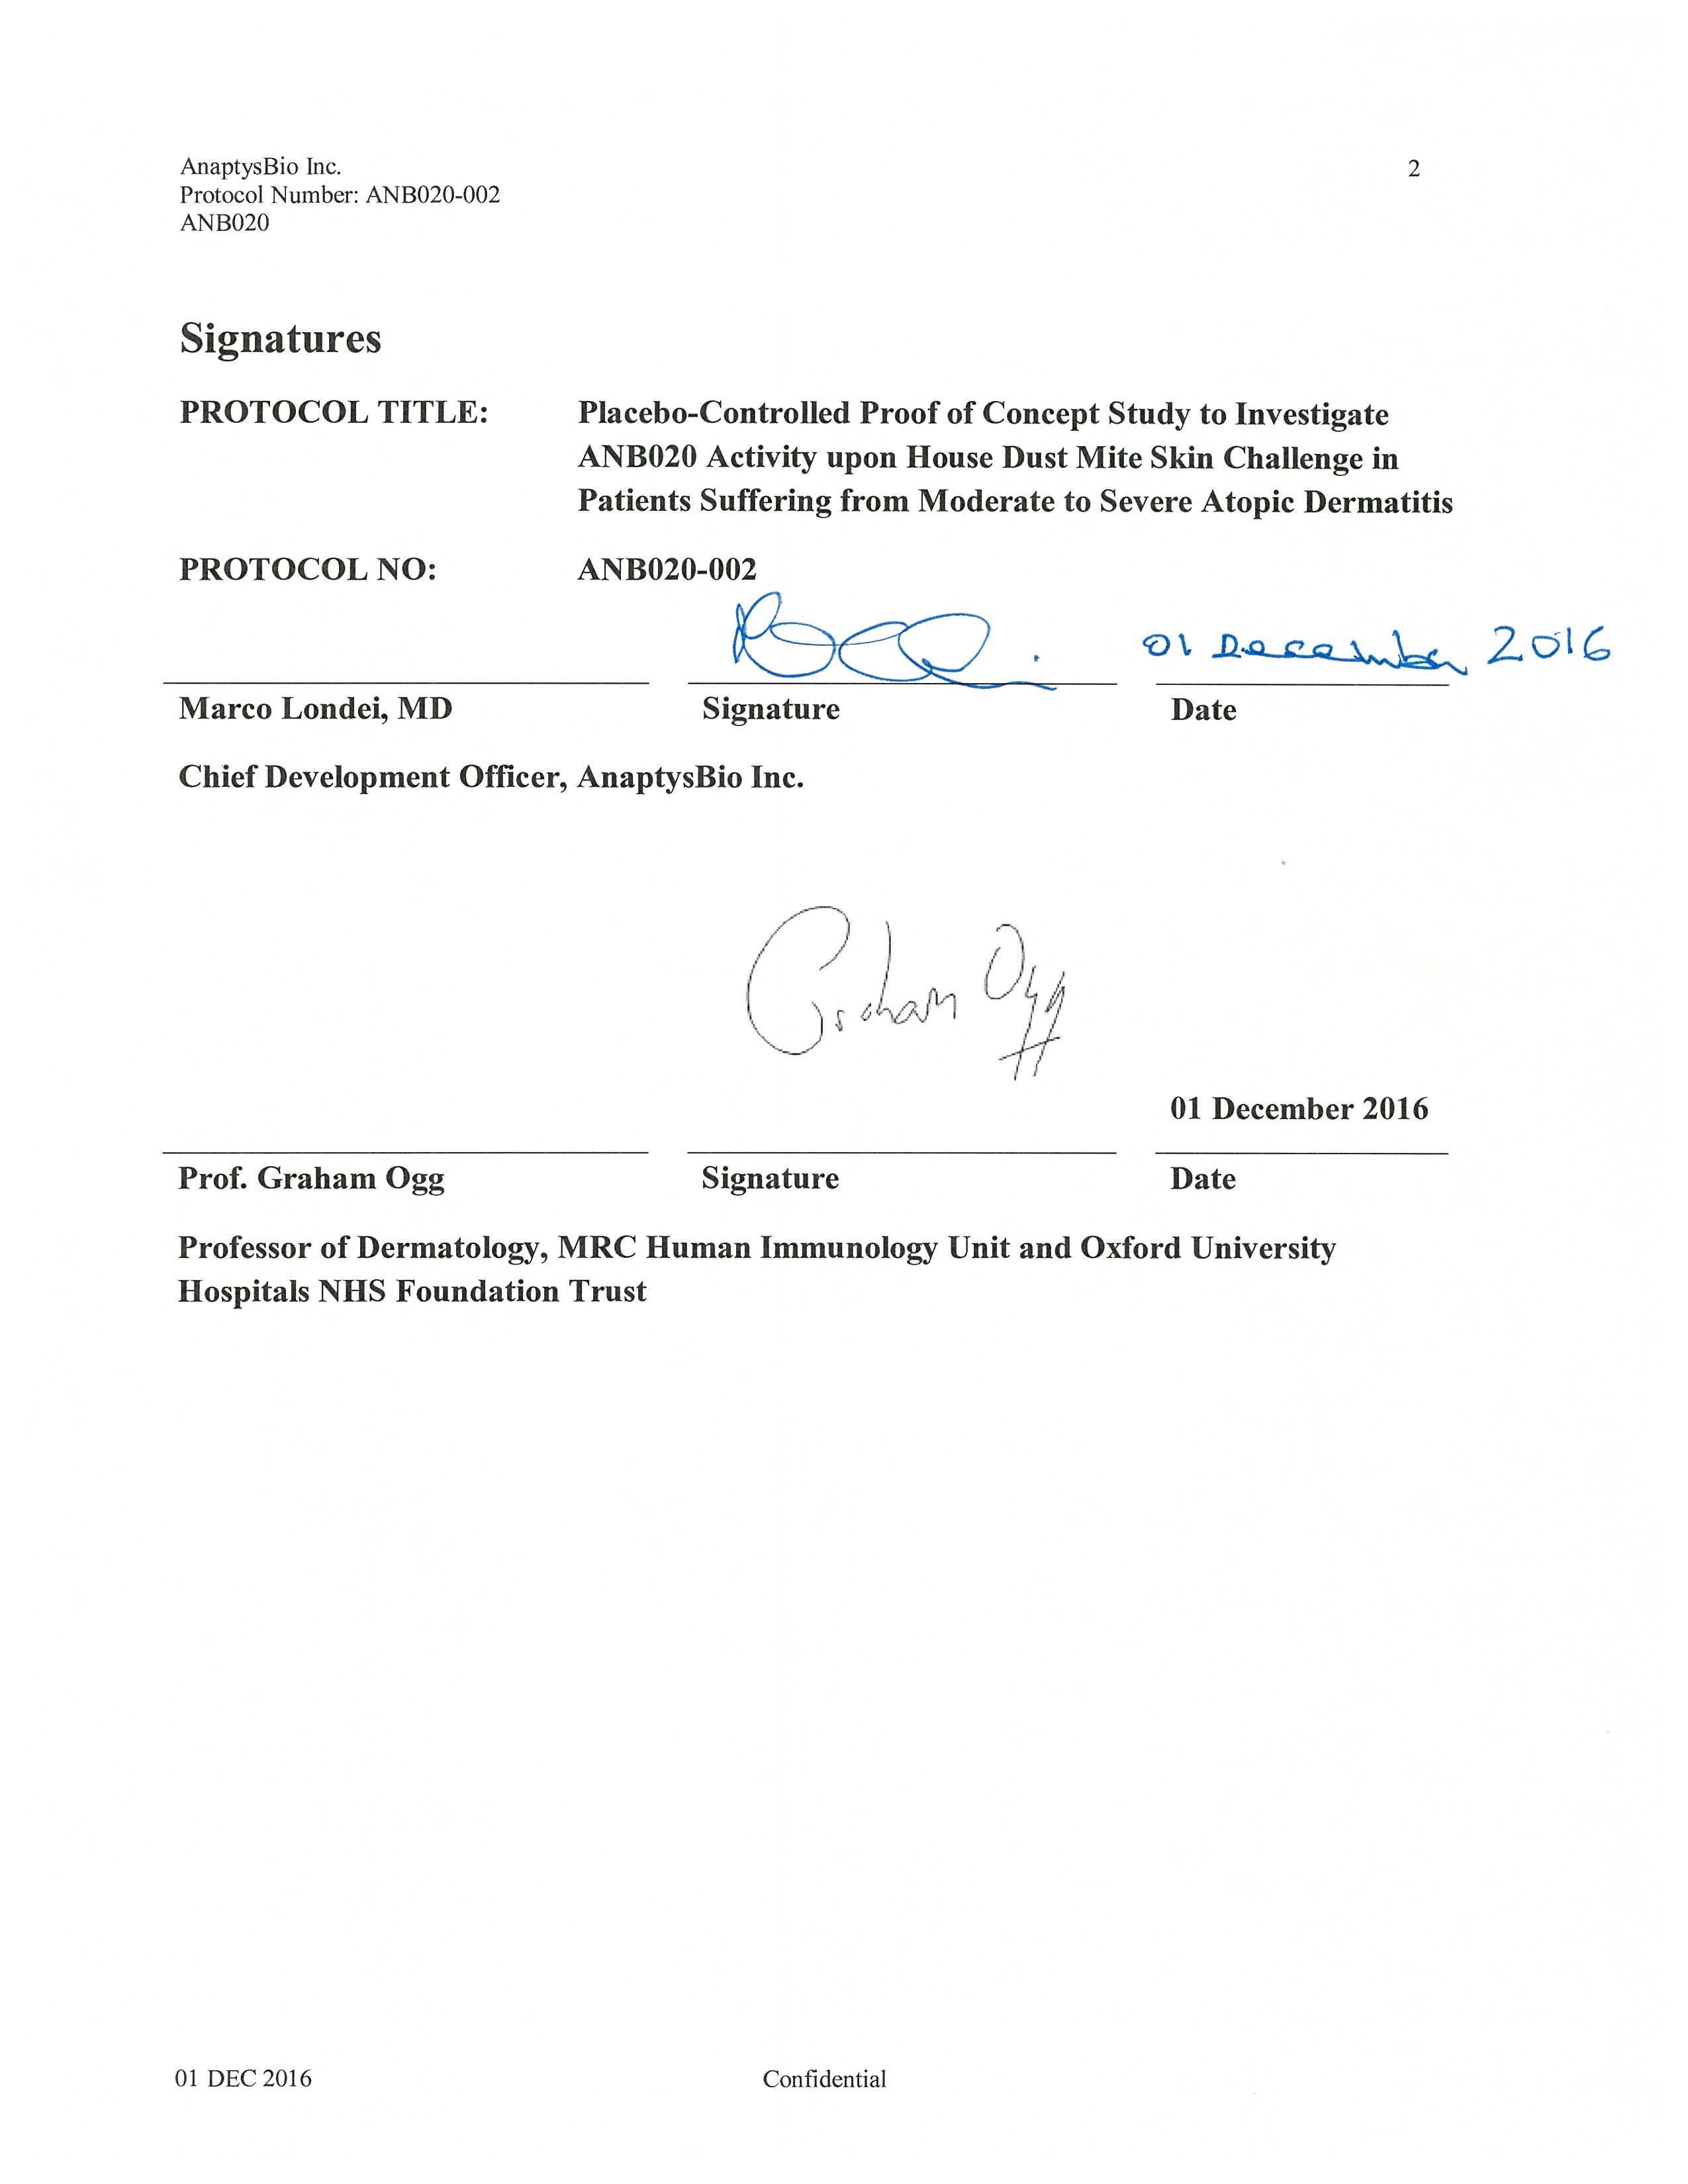 AnaptysBio Inc.
2
Protocol Number: ANB020-002
ANB020
Signatures
PROTOCOL TITLE: Placebo-Controlled Proof of Concept Study to Investigate
ANB020 Activity upon House Dust Mite Skin Challenge in
Patients Suffering from Moderate to Severe Atopic Dermatitis
PROTOCOL NO: ANB020-002
01 December 2016
Marco Londei, MD Signature Date
Chief Development Officer, AnaptysBio Inc.
Graham Ogg
01 December 2016
Prof. Graham Ogg Signature Date
Professor of Dermatology, MRC Human Immunology Unit and Oxford University
Hospitals NHS Foundation Trust
01 DEC 2016 Confidential